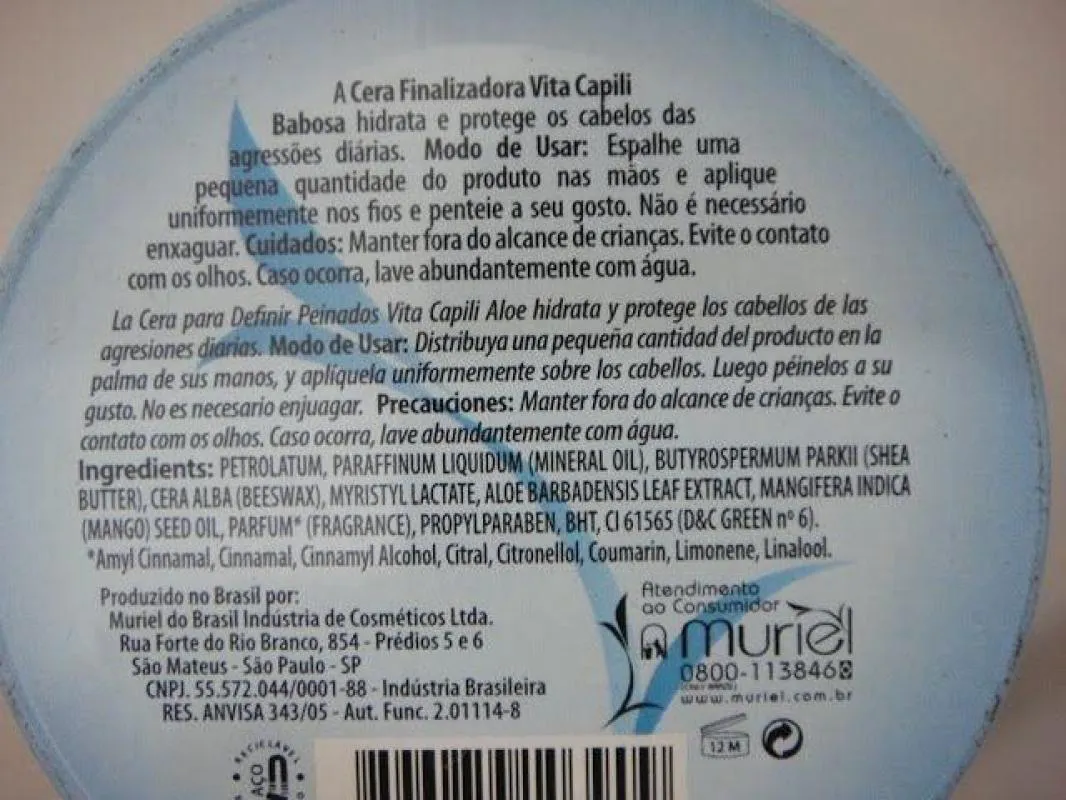 A Cera Finalizadora Vita Capili
Babosa hidrata e protege os cabelos das
agressões diárias. Modo de Usar: Espalhe uma
pequena quantidade do produto nas mãos e aplique
uniformemente nos fios e penteie a seu gosto. Não é necessário
enxaguar. Cuidados: Manter fora do alcance de crianças. Evite o contato
com os olhos. Caso ocorra, lave abundantemente com água.
La Cera para Definir Peinados Vita Capili Aloe hidrata y protege los cabellos de las
agresiones diarias. Modo de Usar: Distribuya una pequeña cantidad del producto en la
palma de sus manos, y aplíquela uniformemente sobre los cabellos. Luego péinelos a su
gusto. No es necesario enjuagar. Precauciones: Manter fora do alcance de crianças. Evite o
contato com os olhos. Caso ocorra, lave abundantemente com água.
Ingredients: PETROLATUM, PARAFFINUM LIQUIDUM (MINERAL OIL), BUTYROSPERMUM PARKII (SHEA
BUTTER), CERA ALBA (BEESWAX), MYRISTYL LACTATE, ALOE BARBADENSIS LEAF EXTRACT, MANGIFERA INDICA
(MANGO) SEED OIL, PARFUM* (FRAGRANCE), PROPYLPARABEN, BHT, CI 61565 (D&C GREEN nº 6).
*Amyl Cinnamal, Cinnamal, Cinnamyl Alcohol, Citral, Citronellol, Coumarin, Limonene, Linalool.
Produzido no Brasil por:
Muriel do Brasil Indústria de Cosméticos Ltda.
Rua Forte do Rio Branco, 854 - Prédios 5 e 6
São Mateus - São Paulo - SP
CNPJ. 55.572.044/0001-88 - Indústria Brasileira
RES. ANVISA 343/05 - Aut. Func. 2.01114-8
Atendimento
ao Consumidor
muriel
0800-113846
(ONLY BRAZIL)
www.muriel.com.br
12 M
RECICLÁVEL
AÇO